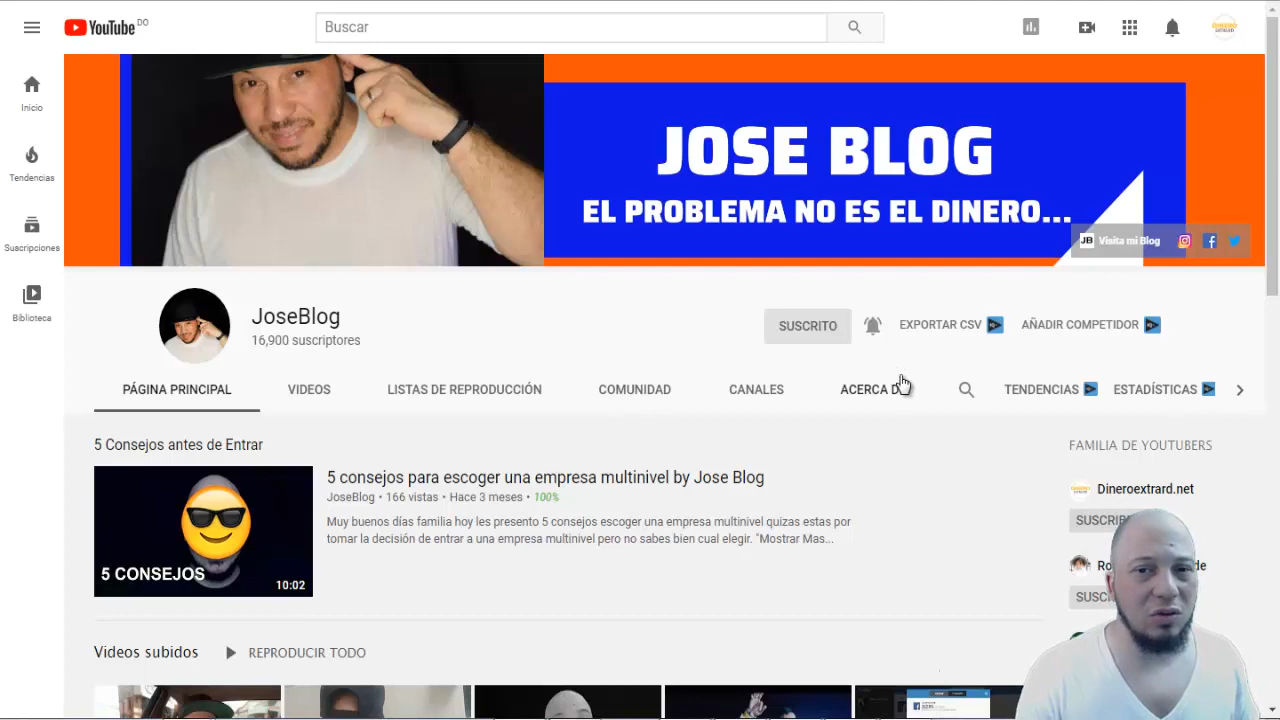 YouTube DO
Buscar
Inicio
Tendencias
Suscripciones
Biblioteca
JOSE BLOG
EL PROBLEMA NO ES EL DINERO...
JB Visita mi Blog
JoseBlog
16,900 suscriptores
SUSCRITO
EXPORTAR CSV
AÑADIR COMPETIDOR
PÁGINA PRINCIPAL
VIDEOS
LISTAS DE REPRODUCCIÓN
COMUNIDAD
CANALES
ACERCA D
TENDENCIAS
ESTADÍSTICAS
5 Consejos antes de Entrar
5 CONSEJOS
10:02
5 consejos para escoger una empresa multinivel by Jose Blog
JoseBlog • 166 vistas • Hace 3 meses • 100%
Muy buenos días familia hoy les presento 5 consejos escoger una empresa multinivel quizas estas por
tomar la decisión de entrar a una empresa multinivel pero no sabes bien cual elegir. "Mostrar Mas...
FAMILIA DE YOUTUBERS
Dineroextrard.net
Videos subidos
REPRODUCIR TODO